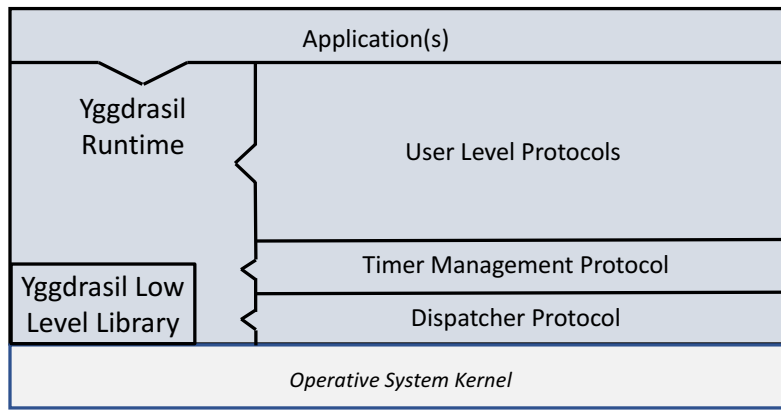 Application(s)
Yggdrasil
Runtime
User Level Protocols
Timer Management Protocol
Yggdrasil Low
Level Library
Dispatcher Protocol
Operative System Kernel